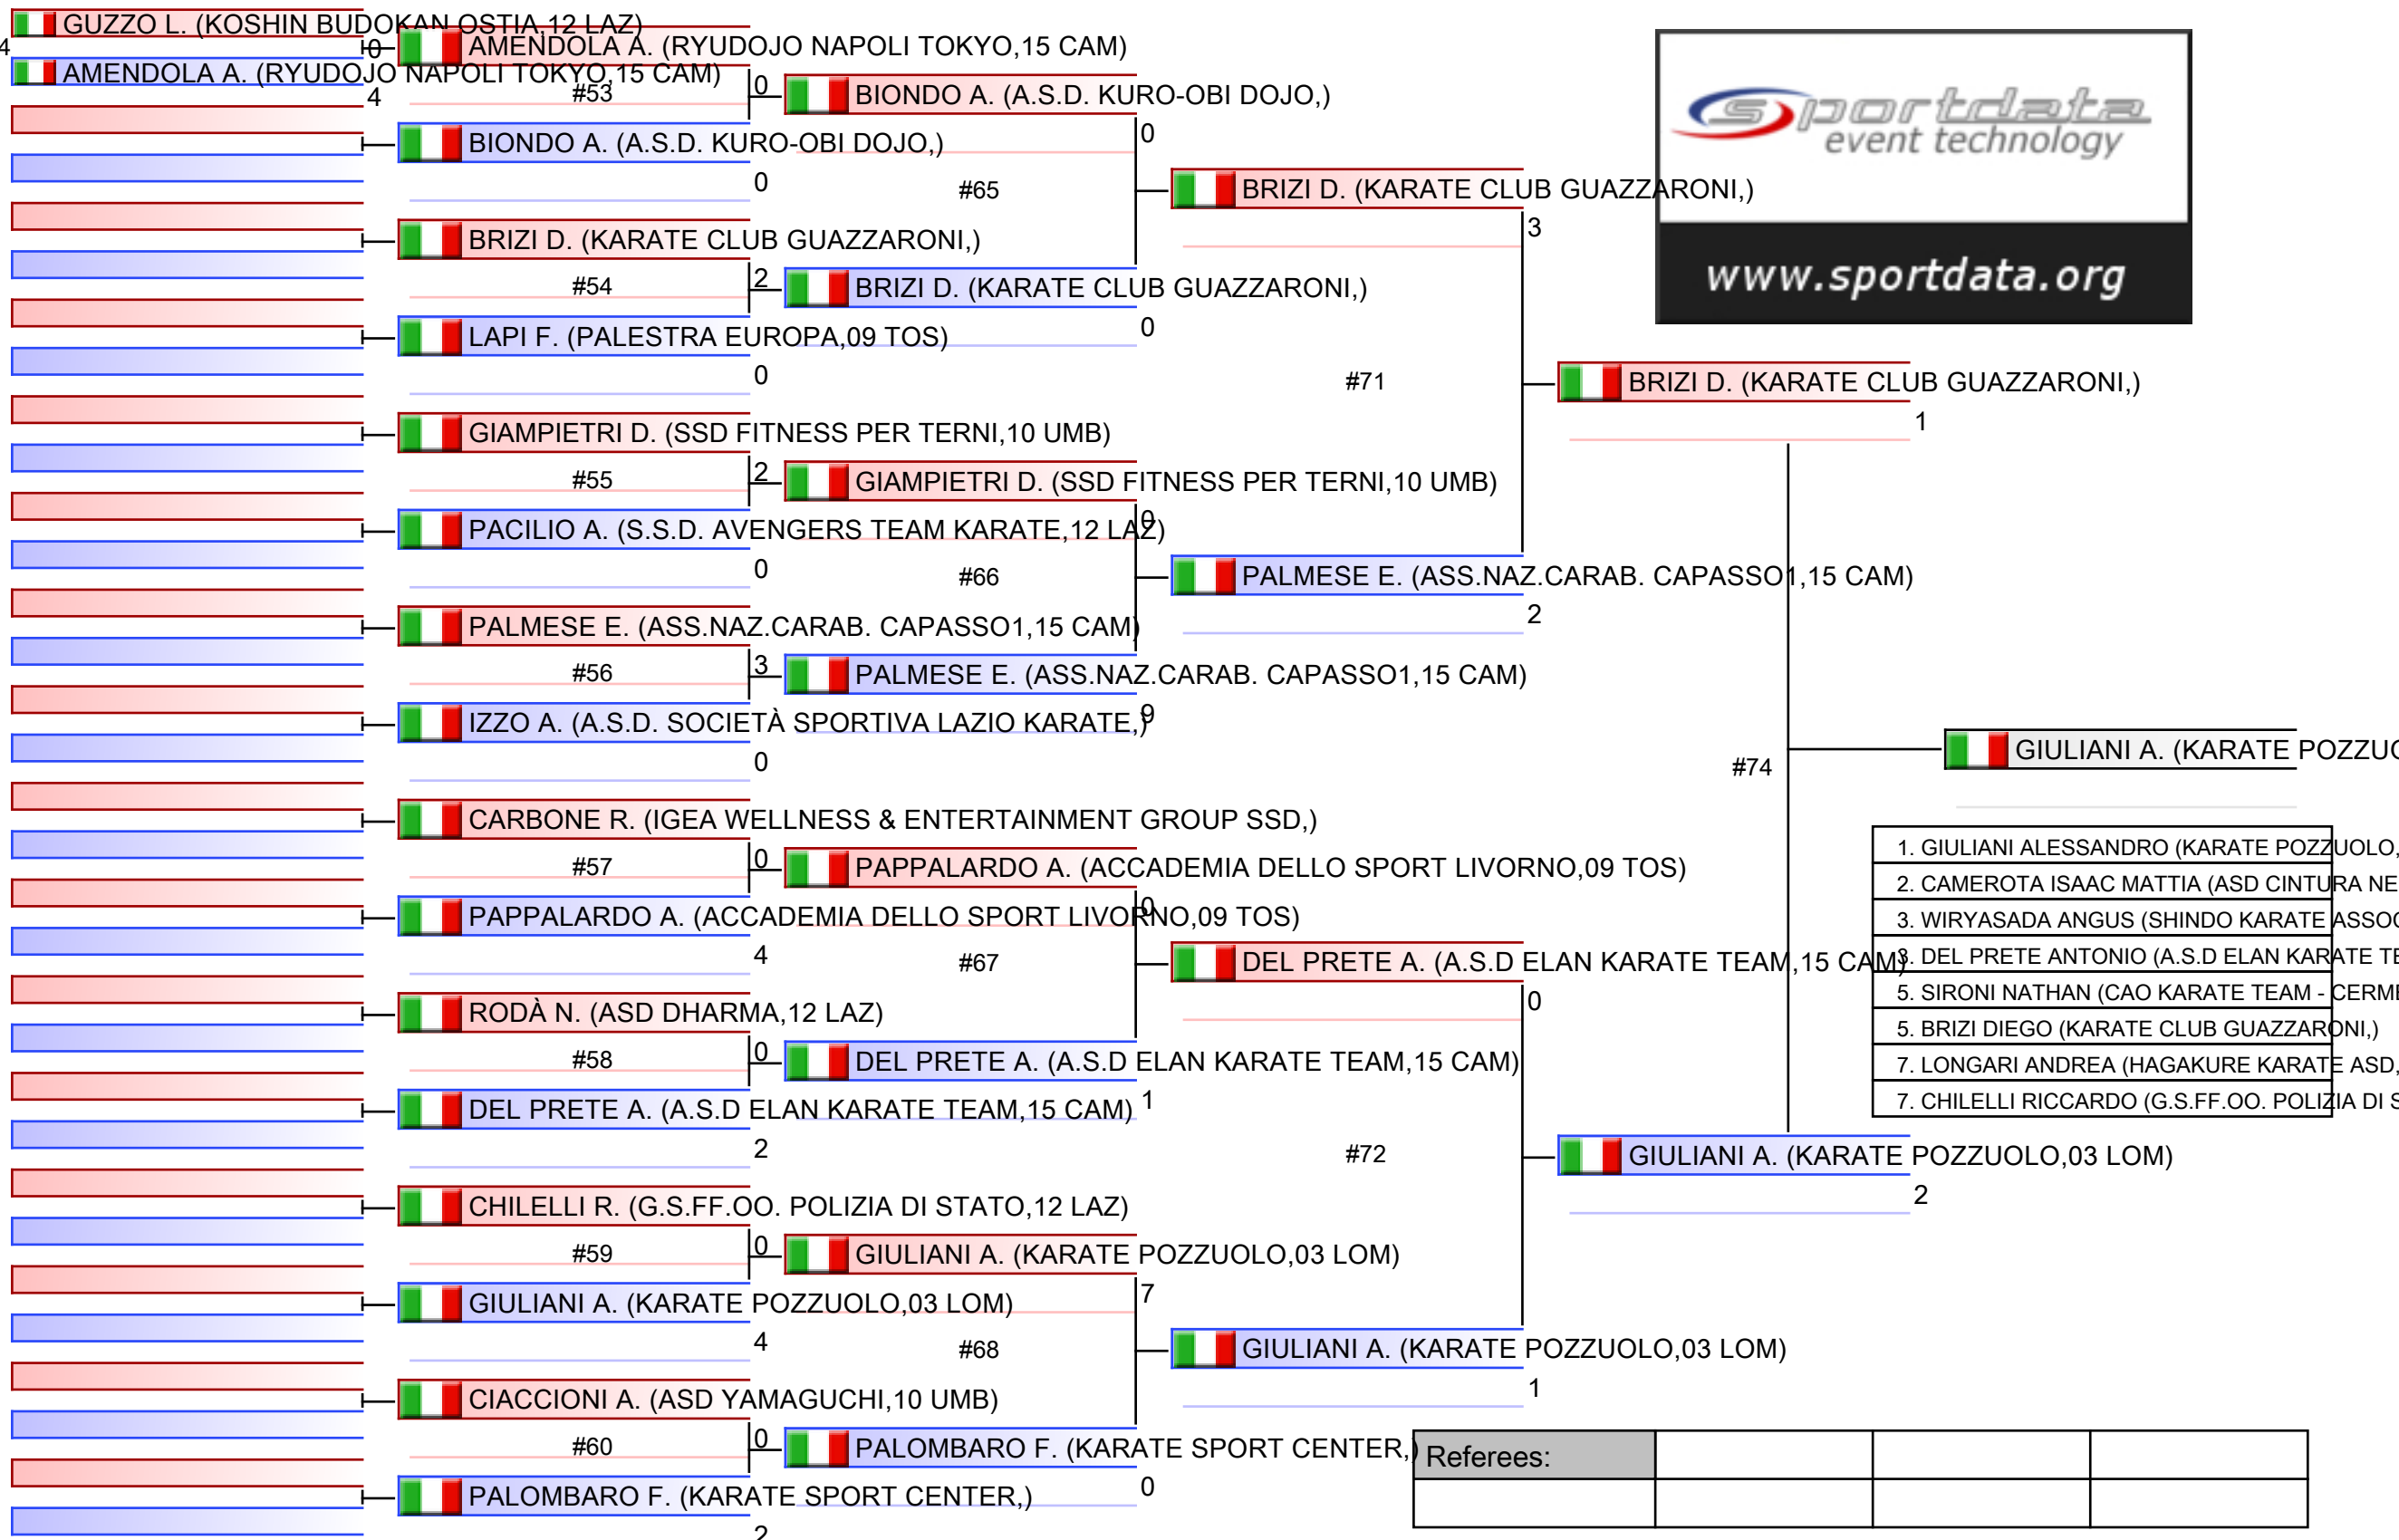 GUZZO L. (KOSHIN BUDOKAN OSTIA,12 LAZ)
4
0
AMENDOLA A. (RYUDOJO NAPOLI TOKYO,15 CAM)
AMENDOLA A. (RYUDOJO NAPOLI TOKYO,15 CAM)
4
#53
0
BIONDO A. (A.S.D. KURO-OBI DOJO,)
BIONDO A. (A.S.D. KURO-OBI DOJO,)
0
0
#65
BRIZI D. (KARATE CLUB GUAZZARONI,)
3
BRIZI D. (KARATE CLUB GUAZZARONI,)
#54
2
BRIZI D. (KARATE CLUB GUAZZARONI,)
0
LAPI F. (PALESTRA EUROPA,09 TOS)
0
#71
BRIZI D. (KARATE CLUB GUAZZARONI,)
1
GIAMPIETRI D. (SSD FITNESS PER TERNI,10 UMB)
#55
2
GIAMPIETRI D. (SSD FITNESS PER TERNI,10 UMB)
0
PACILIO A. (S.S.D. AVENGERS TEAM KARATE,12 LAZ)
0
#66
PALMESE E. (ASS.NAZ.CARAB. CAPASSO1,15 CAM)
2
PALMESE E. (ASS.NAZ.CARAB. CAPASSO1,15 CAM)
#56
3
PALMESE E. (ASS.NAZ.CARAB. CAPASSO1,15 CAM)
9
IZZO A. (A.S.D. SOCIETÀ SPORTIVA LAZIO KARATE,)
0
#74
GIULIANI A. (KARATE
CARBONE R. (IGEA WELLNESS & ENTERTAINMENT GROUP SSD,)
#57
0
PAPPALARDO A. (ACCADEMIA DELLO SPORT LIVORNO,09 TOS)
0
PAPPALARDO A. (ACCADEMIA DELLO SPORT LIVORNO,09 TOS)
4
#67
DEL PRETE A. (A.S.D ELAN KARATE TEAM,15 CAM)
0
RODÀ N. (ASD DHARMA,12 LAZ)
#58
0
DEL PRETE A. (A.S.D ELAN KARATE TEAM,15 CAM)
1
DEL PRETE A. (A.S.D ELAN KARATE TEAM,15 CAM)
2
#72
GIULIANI A. (KARATE POZZUOLO,03 LOM)
2
CHILELLI R. (G.S.FF.OO. POLIZIA DI STATO,12 LAZ)
#59
0
GIULIANI A. (KARATE POZZUOLO,03 LOM)
7
GIULIANI A. (KARATE POZZUOLO,03 LOM)
4
#68
GIULIANI A. (KARATE POZZUOLO,03 LOM)
1
CIACCIONI A. (ASD YAMAGUCHI,10 UMB)
#60
0
PALOMBARO F. (KARATE SPORT CENTER,)
0
PALOMBARO F. (KARATE SPORT CENTER,)
2
sportdata
event technology
www.sportdata.org
1. GIULIANI ALESSANDRO (KARATE POZZUOLO,
2. CAMEROTA ISAAC MATTIA (ASD CINTURA
3. WIRYASADA ANGUS (SHINDO KARATE
3. DEL PRETE ANTONIO (A.S.D ELAN KARATE
5. SIRONI NATHAN (CAO KARATE TEAM -
5. BRIZI DIEGO (KARATE CLUB GUAZZARONI,)
7. LONGARI ANDREA (HAGAKURE KARATE ASD,
7. CHILELLI RICCARDO (G.S.FF.OO. POLIZIA DI
Referees: